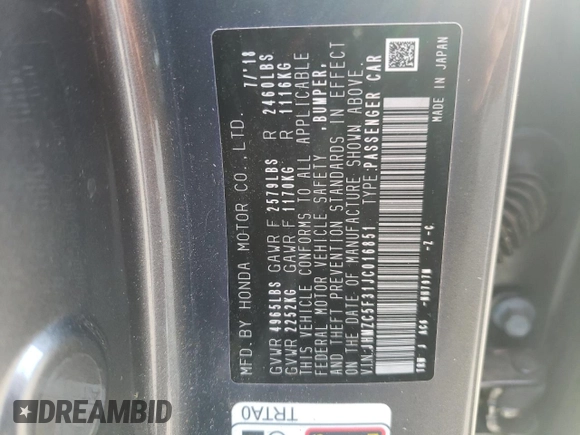 MFD.BY HONDA MOTOR CO., LTD. 7/'18
GVWR 4965LBS GAWR F 2579LBS R 2460LBS
GVWR 2252KG GAWR F 1170KG R 1116KG
THIS VEHICLE CONFORMS TO ALL APPLICABLE
FEDERAL MOTOR VEHICLE SAFETY ,BUMPER,
AND THEFT PREVENTION STANDARDS IN EFFECT
ON THE DATE OF MANUFACTURE SHOWN ABOVE.
V.I.N.:JHMZC5F31JC016851 TYPE:PASSENGER CAR
MADE IN JAPAN
-Z -C
TRTA0
DREAMBID